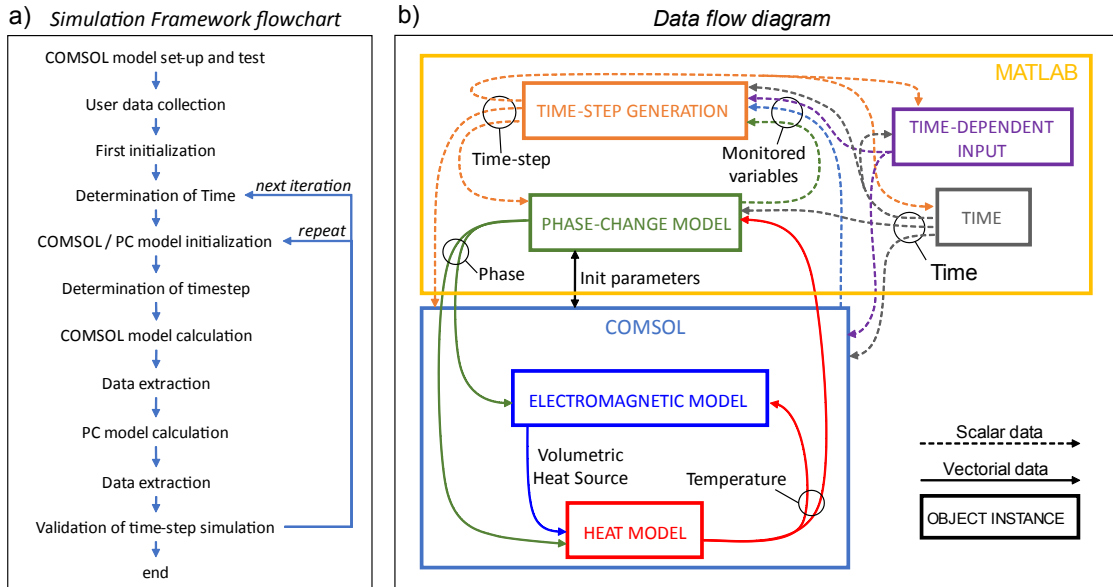 a)
Simulation Framework flowchart
COMSOL model set-up and test
User data collection
First initialization
Determination of Time
next iteration
COMSOL / PC model initialization
repeat
Determination of timestep
COMSOL model calculation
Data extraction
PC model calculation
Data extraction
Validation of time-step simulation
end
b)
Data flow diagram
MATLAB
TIME-STEP GENERATION
TIME-DEPENDENT
INPUT
Time-step
Monitored
variables
PHASE-CHANGE MODEL
TIME
Phase
Init parameters
Time
COMSOL
ELECTROMAGNETIC MODEL
Volumetric
Heat Source
Temperature
HEAT MODEL
Scalar data
Vectorial data
OBJECT INSTANCE